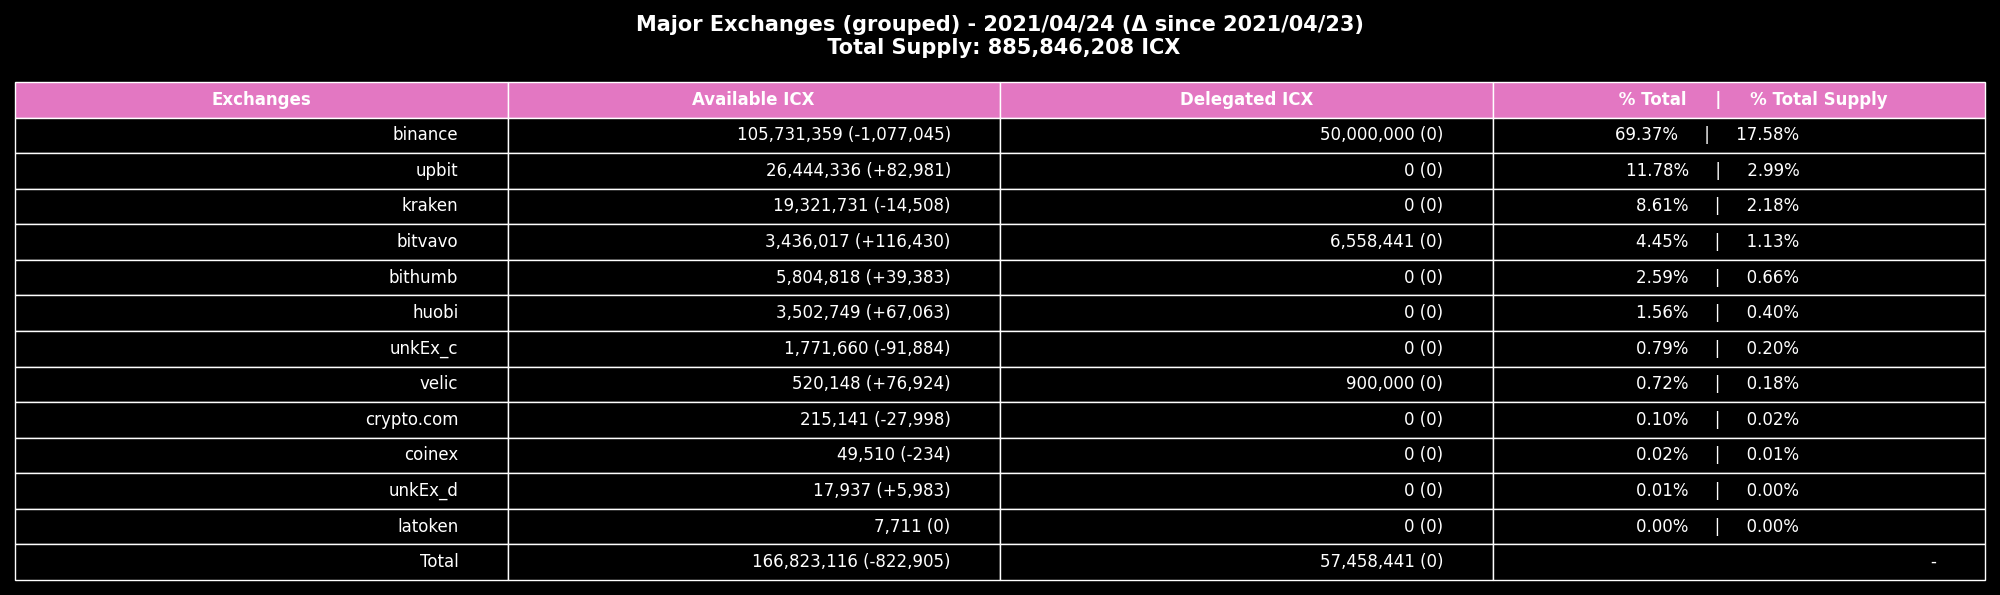 Major Exchanges (grouped) - 2021/04/24 (Δ since 2021/04/23)
Total Supply: 885,846,208 ICX
Exchanges Available ICX Delegated ICX % Total | % Total Supply
binance 105,731,359 (-1,077,045) 50,000,000 (0) 69.37% | 17.58%
upbit 26,444,336 (+82,981) 0 (0) 11.78% | 2.99%
kraken 19,321,731 (-14,508) 0 (0) 8.61% | 2.18%
bitvavo 3,436,017 (+116,430) 6,558,441 (0) 4.45% | 1.13%
bithumb 5,804,818 (+39,383) 0 (0) 2.59% | 0.66%
huobi 3,502,749 (+67,063) 0 (0) 1.56% | 0.40%
unkEx_c 1,771,660 (-91,884) 0 (0) 0.79% | 0.20%
velic 520,148 (+76,924) 900,000 (0) 0.72% | 0.18%
crypto.com 215,141 (-27,998) 0 (0) 0.10% | 0.02%
coinex 49,510 (-234) 0 (0) 0.02% | 0.01%
unkEx_d 17,937 (+5,983) 0 (0) 0.01% | 0.00%
latoken 7,711 (0) 0 (0) 0.00% | 0.00%
Total 166,823,116 (-822,905) 57,458,441 (0) -